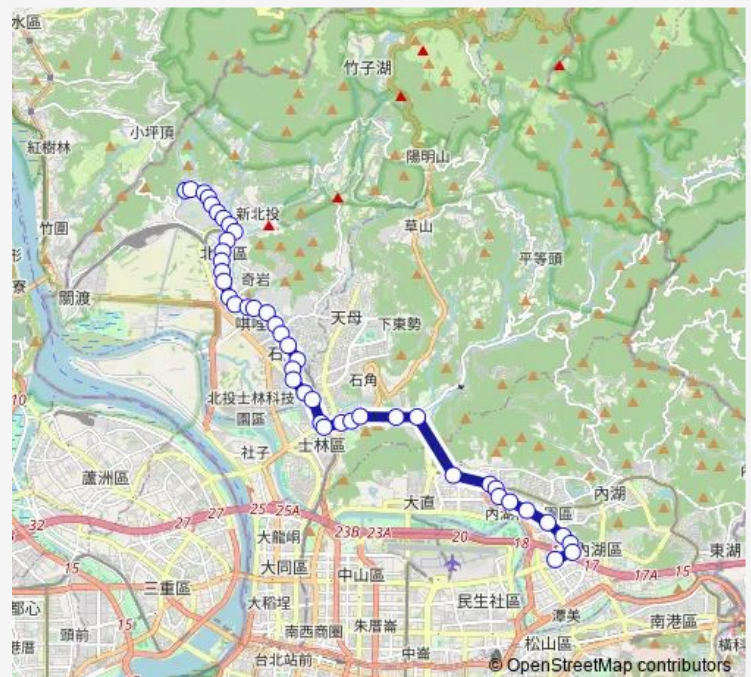 水區
竹子湖
小坪頂
紅樹林
陽明山
竹圍
新北投
草山
北投區
平等頭
奇岩
關渡
唭哩
天母
下東勢
石角
10
北投士林科技
園區
社子
士林區
蘆洲區
內湖
大直
25
25A
27
27
32
23B
23A
20
18
內湖區
17
17A
15
東湖
大龍峒
15
大同區
中山區
三重區
大稻埕
民生社區
潭美
南港區
朱厝崙
頭前
南西商圈
松山區
中崙
台北站前
© OpenStreetMap contributors